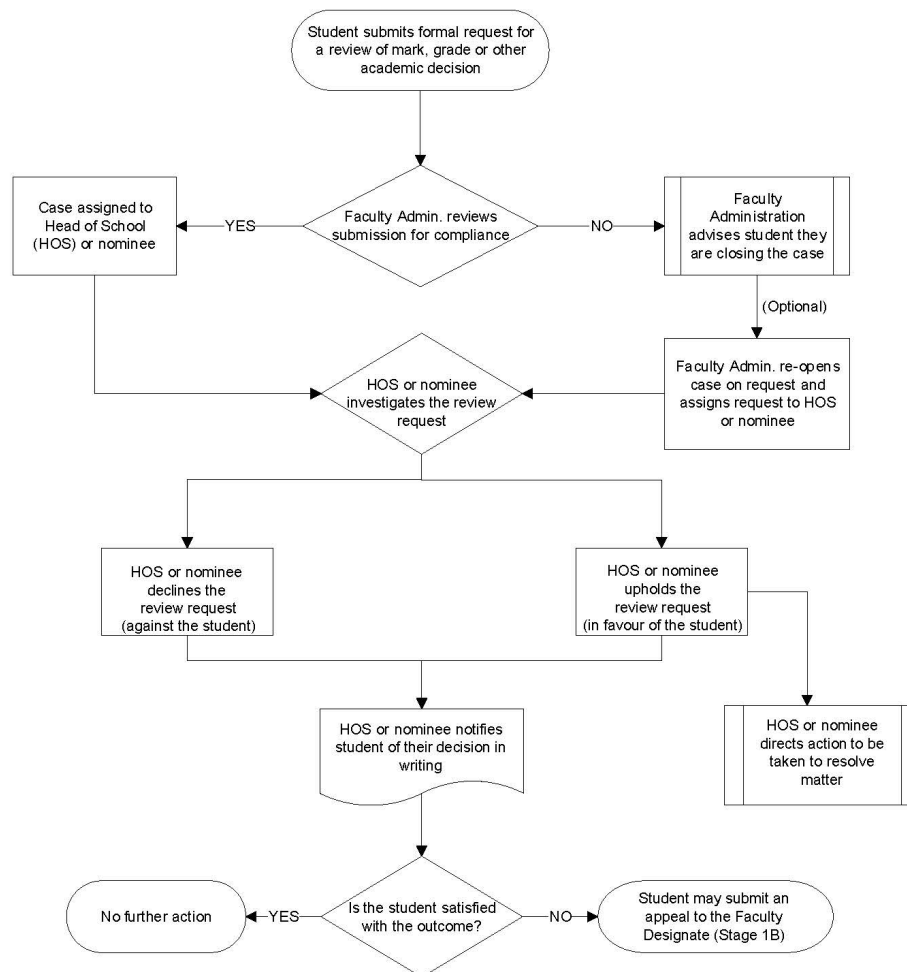 Student submits formal request for
a review of mark, grade or other
academic decision
Case assigned to
Head of School
(HOS) or nominee
YES
Faculty Admin. reviews
submission for compliance
NO
Faculty
Administration
advises student they
are closing the case
(Optional)
HOS or nominee
investigates the review
request
Faculty Admin. re-opens
case on request and
assigns request to HOS
or nominee
HOS or nominee
declines the
review request
(against the student)
HOS or nominee
upholds the
review request
(in favour of the student)
HOS or nominee notifies
student of their decision in
writing
HOS or nominee
directs action to be
taken to resolve
matter
No further action
YES
Is the student satisfied
with the outcome?
NO
Student may submit an
appeal to the Faculty
Designate (Stage 1B)